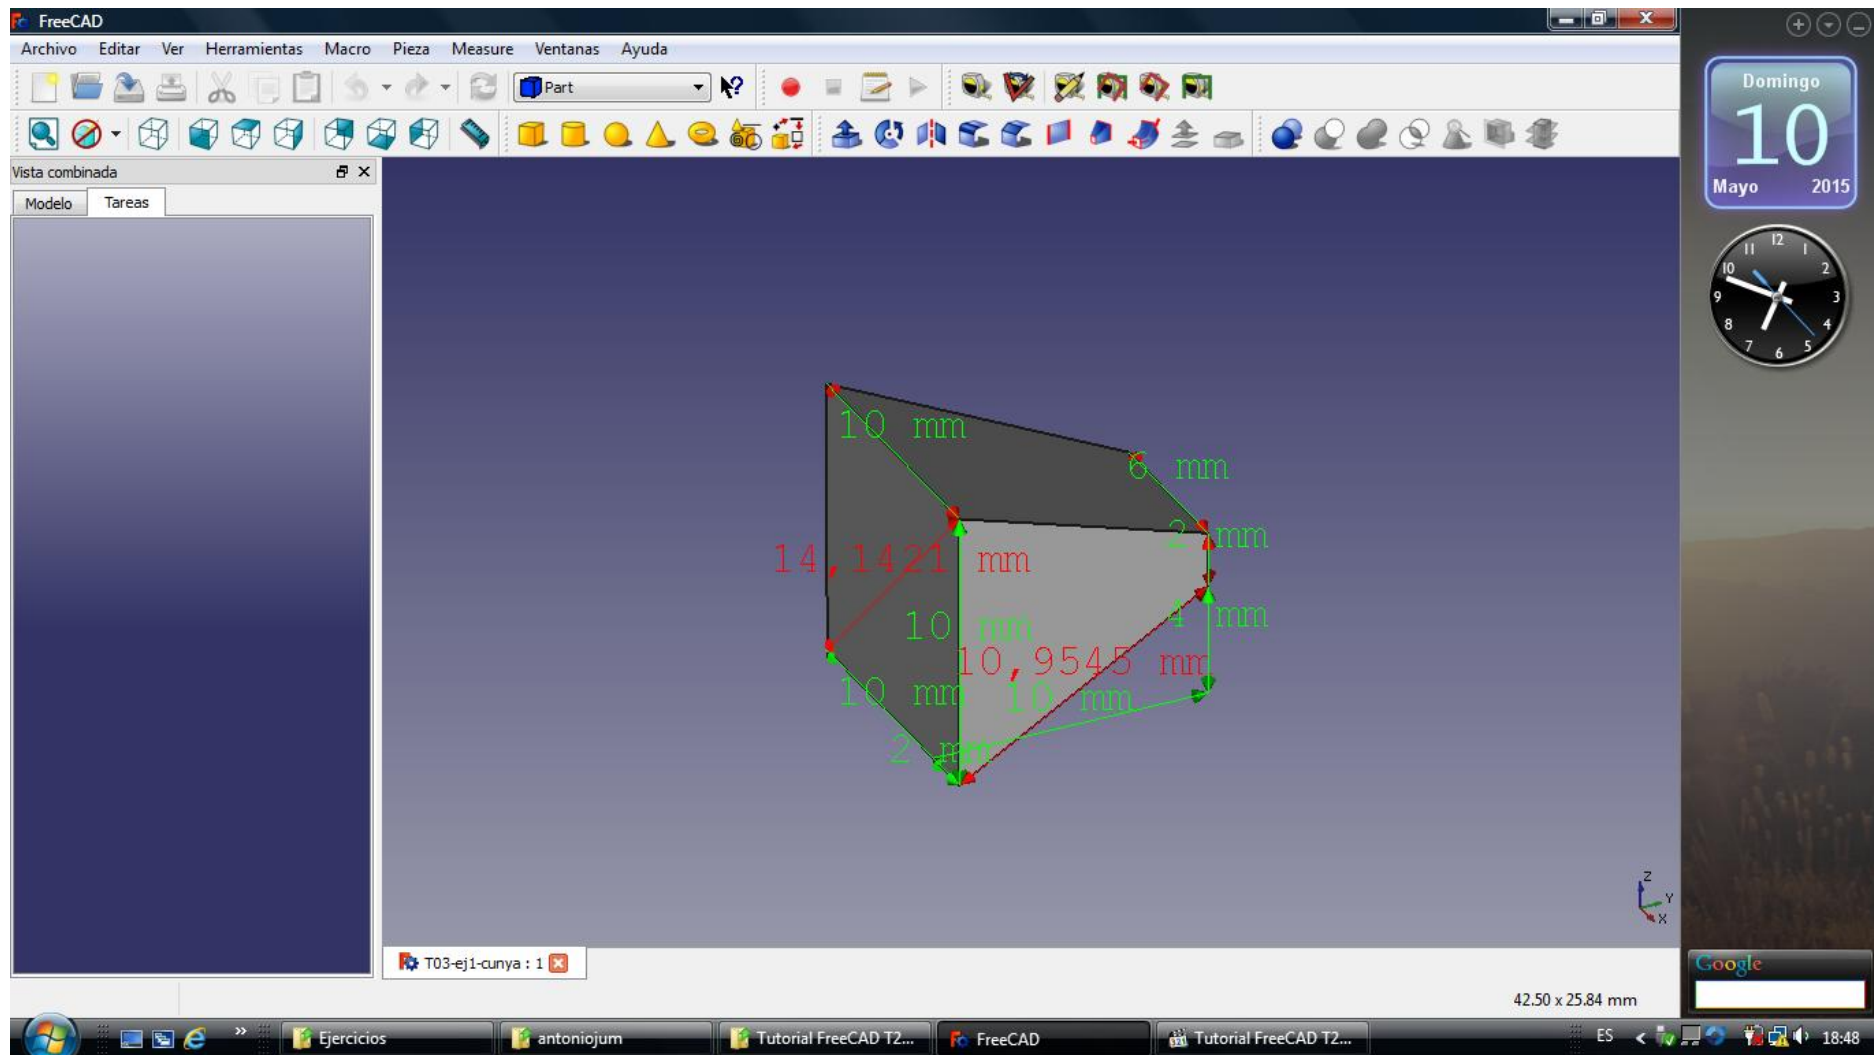 FreeCAD
Archivo Editar Ver Herramientas Macro Pieza Measure Ventanas Ayuda
Part
Vista combinada
Modelo Tareas
10 mm
6 mm
2 mm
14,1421 mm
10 mm
4 mm
10,9545 mm
10 mm
10 mm
2 mm
Z
Y
X
T03-ej1-cunya : 1
42.50 x 25.84 mm
Domingo
10
Mayo 2015
12
11 1
10 2
9 3
8 4
7 5
6
Google
Ejercicios
antoniojum
Tutorial FreeCAD T2...
FreeCAD
Tutorial FreeCAD T2...
ES
18:48